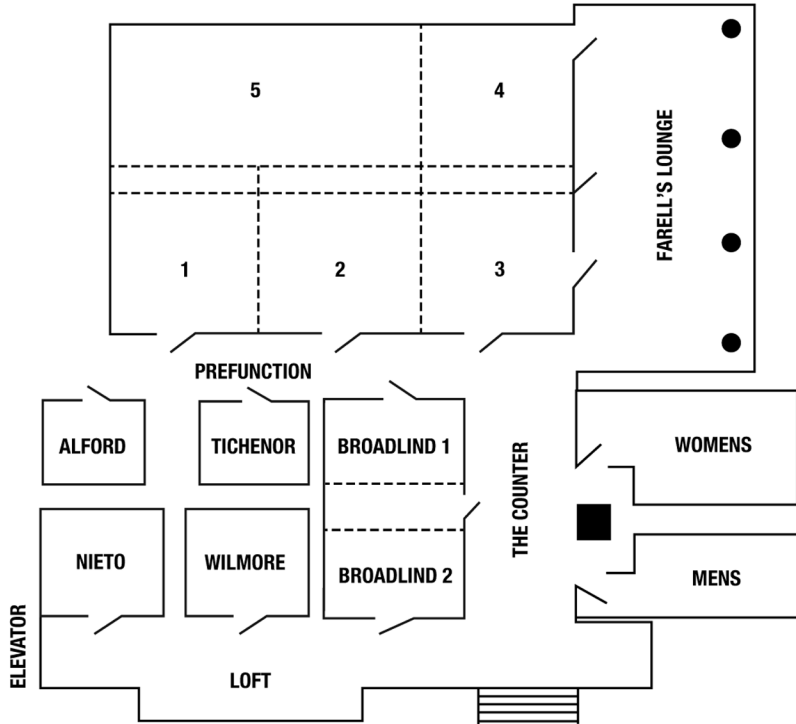 5
4
FARELL'S LOUNGE
1
2
3
PREFUNCTION
ALFORD
TICHENOR
BROADLIND 1
THE COUNTER
WOMENS
NIETO
WILMORE
BROADLIND 2
MENS
ELEVATOR
LOFT